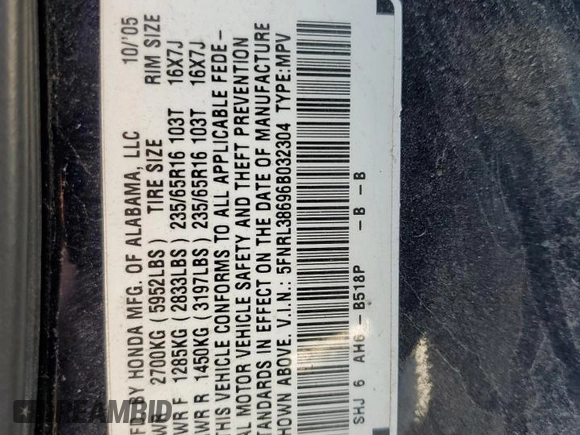 MFD. BY HONDA MFG. OF ALABAMA, LLC 10/'05
WR 2700KG (5952LBS) TIRE SIZE RIM SIZE
WR F 1285KG (2833LBS) 235/65R16 103T 16X7J
AWR R 1450KG (3197LBS) 235/65R16 103T 16X7J
THIS VEHICLE CONFORMS TO ALL APPLICABLE FEDE-
AL MOTOR VEHICLE SAFETY AND THEFT PREVENTION
TANDARDS IN EFFECT ON THE DATE OF MANUFACTURE
HOWN ABOVE. V.I.N.: 5FNRL38696B032304 TYPE:MPV
SHJ 6 AH6- B518P -B -B
DREAMBID